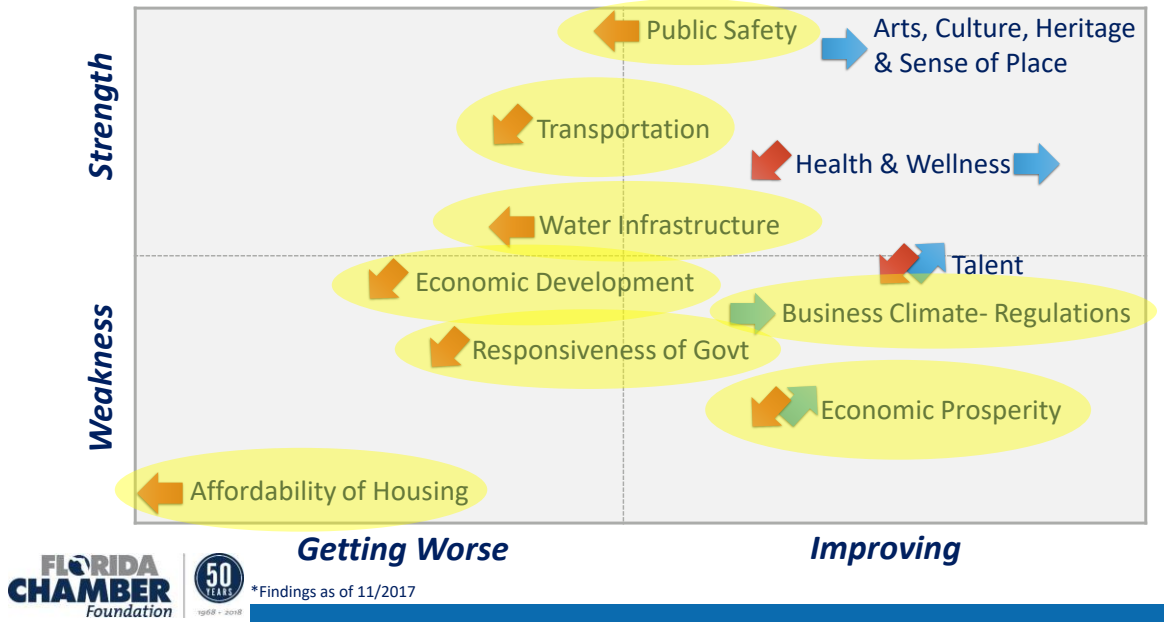 Strength
Weakness
Public Safety
Arts, Culture, Heritage
& Sense of Place
Transportation
Health & Wellness
Water Infrastructure
Talent
Economic Development
Business Climate- Regulations
Responsiveness of Govt
Economic Prosperity
Affordability of Housing
Getting Worse
Improving
FLORIDA
CHAMBER
Foundation
50
YEARS
1968 - 2018
*Findings as of 11/2017